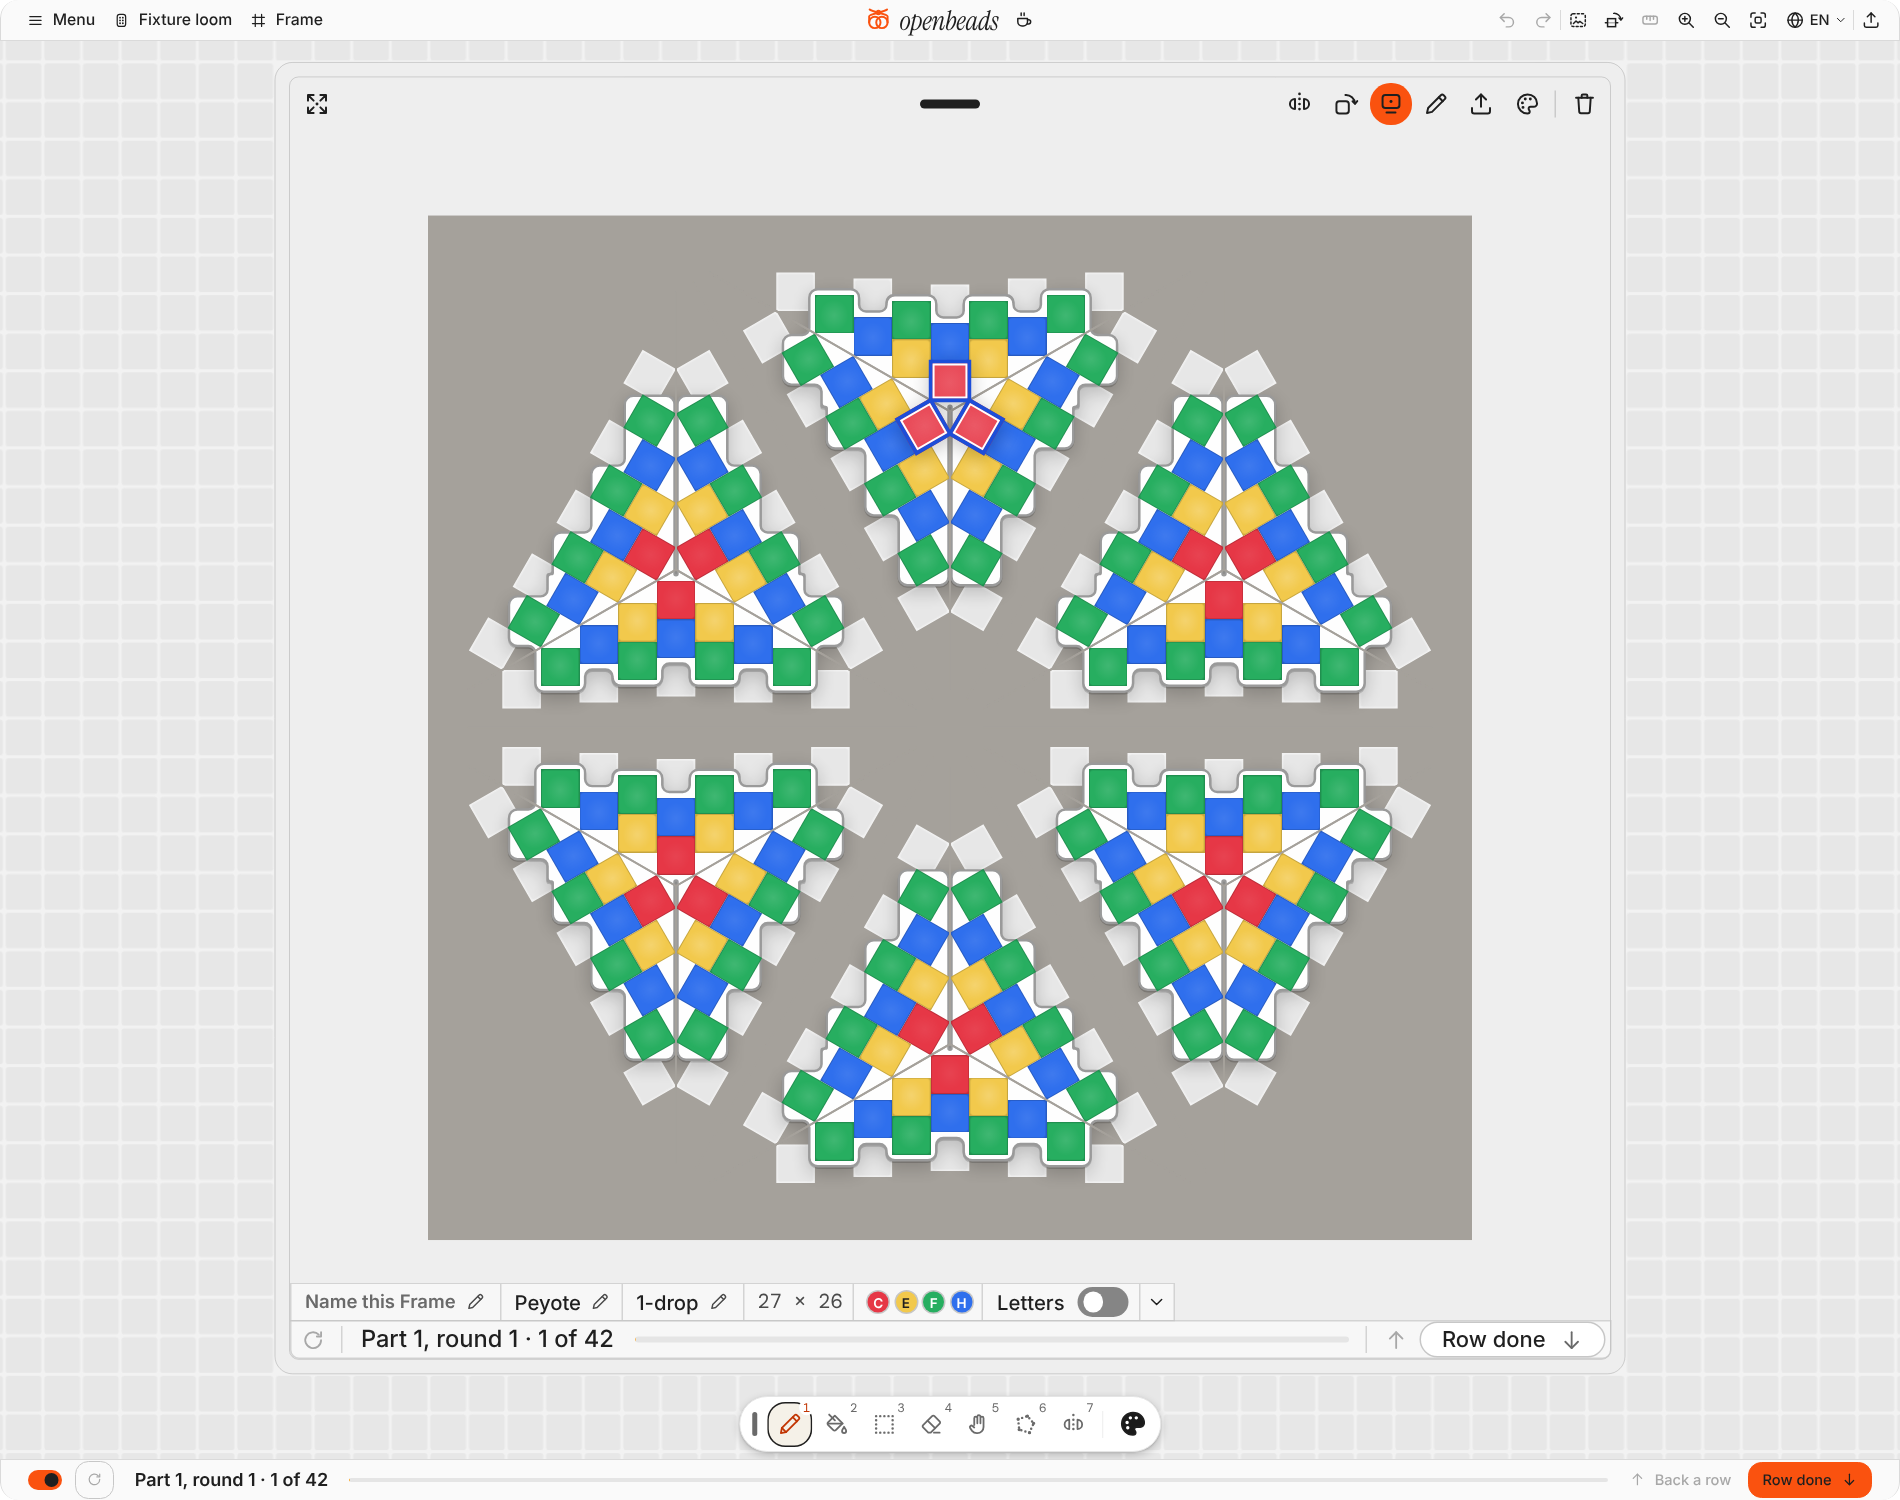 Menu Fixture loom Frame openbeads EN
Name this Frame Peyote 1-drop 27 × 26 C E F H Letters
Part 1, round 1 · 1 of 42 Row done
1 2 3 4 5 6 7
Part 1, round 1 · 1 of 42 Back a row Row done